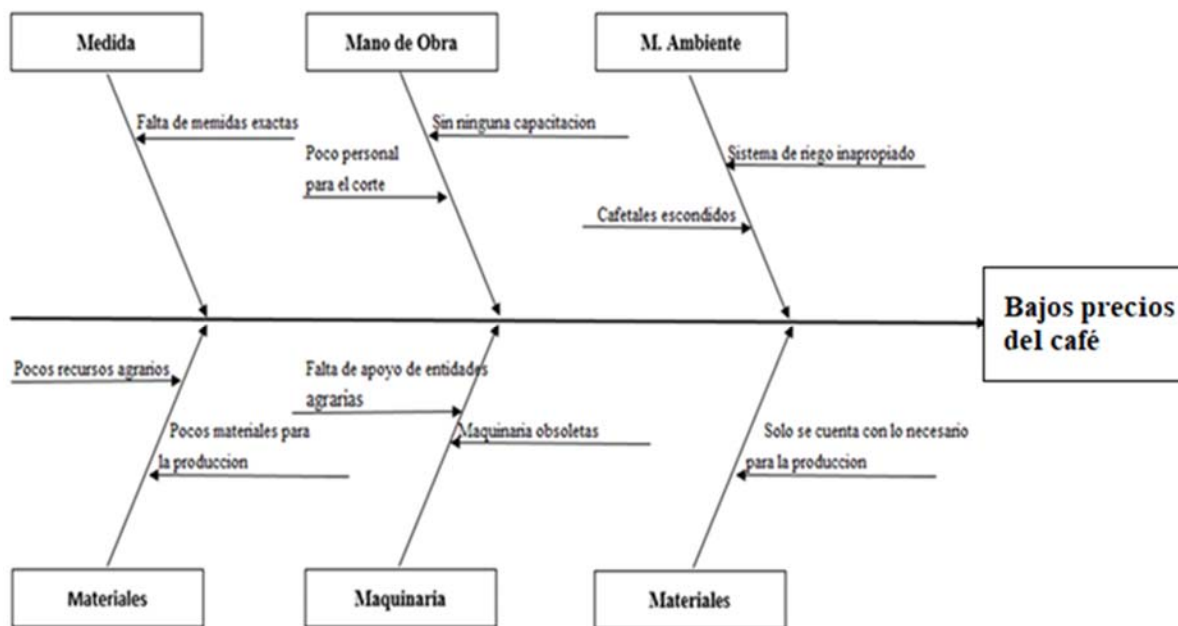 Medida
Mano de Obra
M. Ambiente
Falta de memidas exactas
Sin ninguna capacitacion
Poco personal
para el corte
Sistema de riego inapropiado
Cafetales escondidos
Bajos precios
del café
Pocos recursos agrarios
Falta de apoyo de entidades
agrarias
Pocos materiales para
la produccion
Maquinaria obsoletas
Solo se cuenta con lo necesario
para la produccion
Materiales
Maquinaria
Materiales